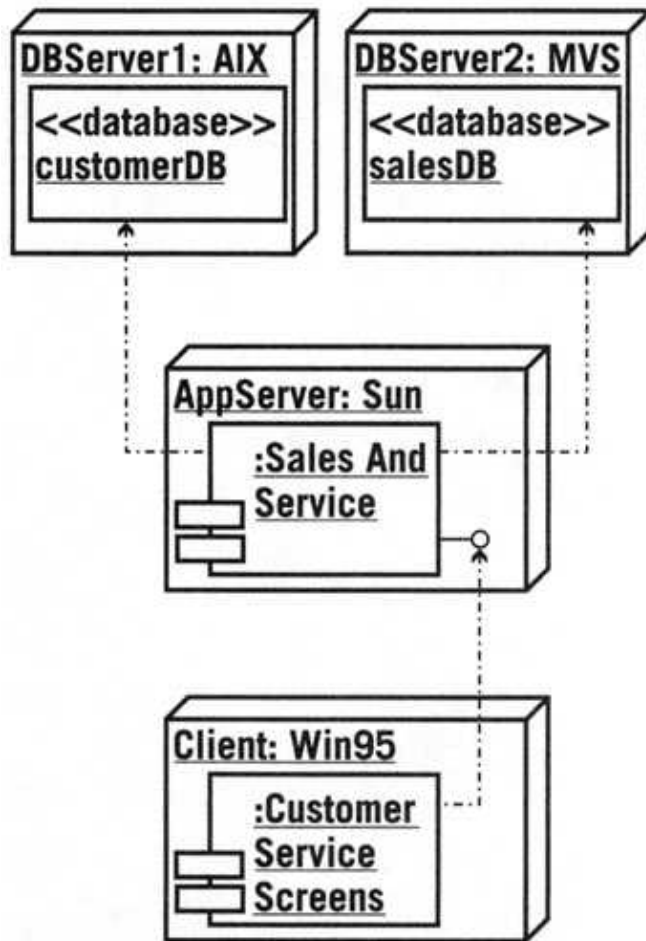 DBServer1: AIX
<<database>>
customerDB
DBServer2: MVS
<<database>>
salesDB
AppServer: Sun
:Sales And
Service
Client: Win95
:Customer
Service
Screens